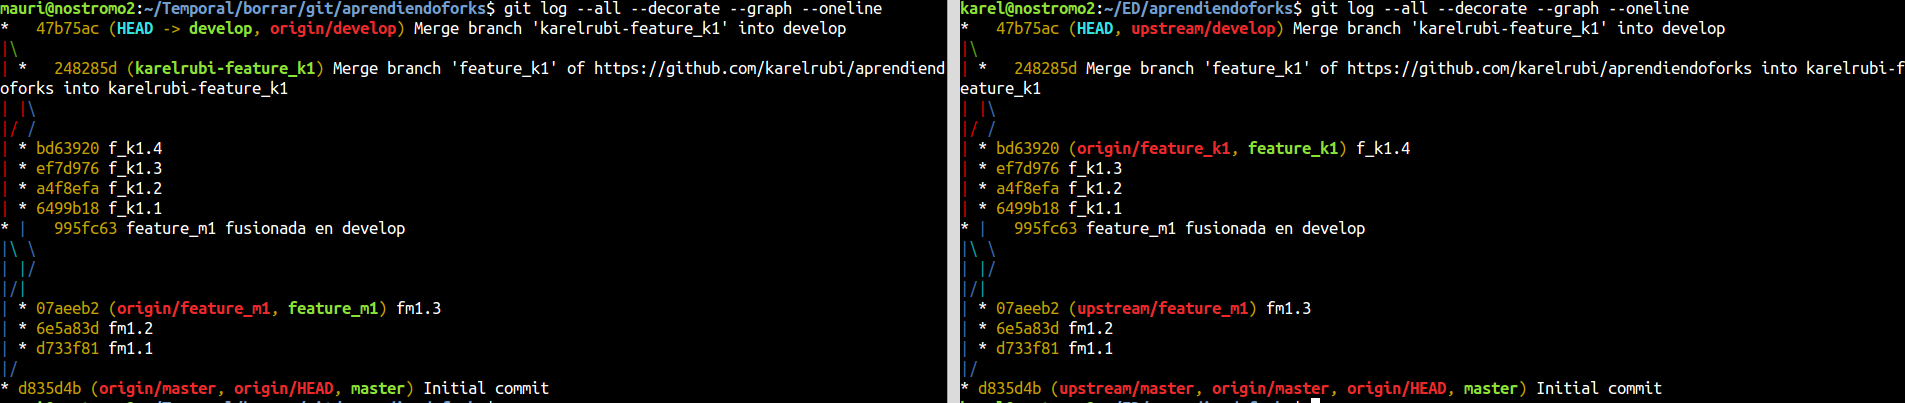 mauri@nostromo2:~/Temporal/borrar/git/aprendiendoforks$ git log --all --decorate --graph --oneline
*   47b75ac (HEAD -> develop, origin/develop) Merge branch 'karelrubi-feature_k1' into develop
|\
| *   248285d (karelrubi-feature_k1) Merge branch 'feature_k1' of https://github.com/karelrubi/aprendiend
oforks into karelrubi-feature_k1
| |\
|/ /
| * bd63920 f_k1.4
| * ef7d976 f_k1.3
| * a4f8efa f_k1.2
| * 6499b18 f_k1.1
* |   995fc63 feature_m1 fusionada en develop
|\ \
| |/
|/|
| * 07aeeb2 (origin/feature_m1, feature_m1) fm1.3
| * 6e5a83d fm1.2
| * d733f81 fm1.1
|/
* d835d4b (origin/master, origin/HEAD, master) Initial commit
karel@nostromo2:~/ED/aprendiendoforks$ git log --all --decorate --graph --oneline
*   47b75ac (HEAD, upstream/develop) Merge branch 'karelrubi-feature_k1' into develop
|\
| *   248285d Merge branch 'feature_k1' of https://github.com/karelrubi/aprendiendoforks into karelrubi-f
eature_k1
| |\
|/ /
| * bd63920 (origin/feature_k1, feature_k1) f_k1.4
| * ef7d976 f_k1.3
| * a4f8efa f_k1.2
| * 6499b18 f_k1.1
* |   995fc63 feature_m1 fusionada en develop
|\ \
| |/
|/|
| * 07aeeb2 (upstream/feature_m1) fm1.3
| * 6e5a83d fm1.2
| * d733f81 fm1.1
|/
* d835d4b (upstream/master, origin/master, origin/HEAD, master) Initial commit